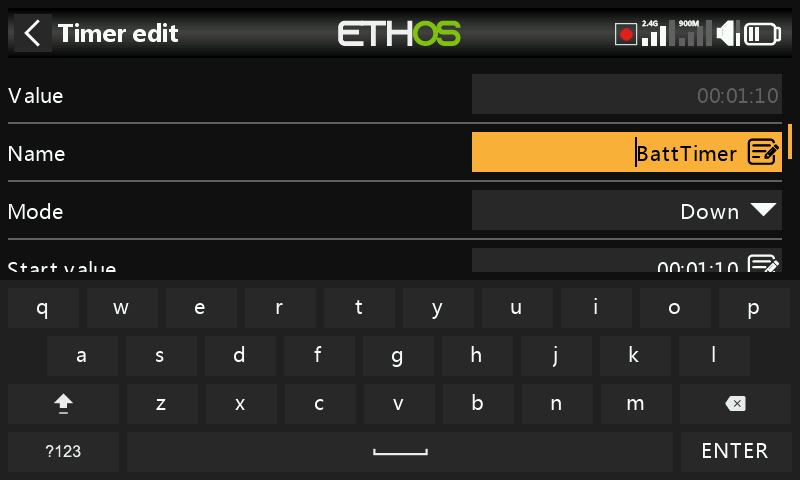 Timer edit ETHOS 2.4G 900M
Value 00:01:10
Name BattTimer
Mode Down
Start value 00:01:10
q w e r t y u i o p
a s d f g h j k l
z x c v b n m
?123 ENTER